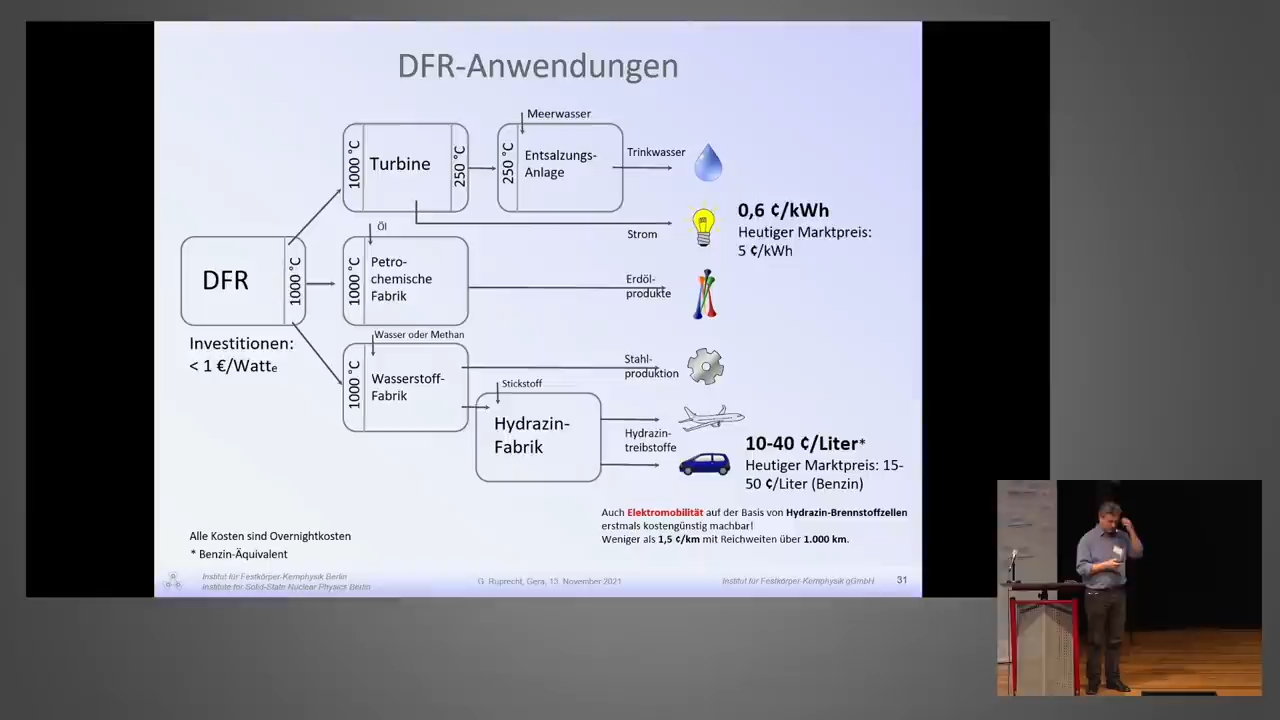 DFR-Anwendungen
Meerwasser
1000 °C
Turbine
250 °C
250 °C
Entsalzungs-
Anlage
Trinkwasser
0,6 ¢/kWh
Heutiger Marktpreis:
5 ¢/kWh
Strom
Öl
DFR
1000 °C
1000 °C
Petro-
chemische
Fabrik
Erdöl-
produkte
Investitionen:
< 1 €/Watte
Wasser oder Methan
1000 °C
Wasserstoff-
Fabrik
Stahl-
produktion
Stickstoff
Hydrazin-
Fabrik
Hydrazin-
treibstoffe
10-40 ¢/Liter*
Heutiger Marktpreis: 15-
50 ¢/Liter (Benzin)
Auch Elektromobilität auf der Basis von Hydrazin-Brennstoffzellen
erstmals kostengünstig machbar!
Weniger als 1,5 ¢/km mit Reichweiten über 1.000 km.
Alle Kosten sind Overnightkosten
* Benzin-Äquivalent
Institut für Festkörper-Kernphysik Berlin
Institute for Solid-State Nuclear Physics Berlin
G. Ruprecht, Gera, 13. November 2021
Institut für Festkörper-Kernphysik gGmbH
31